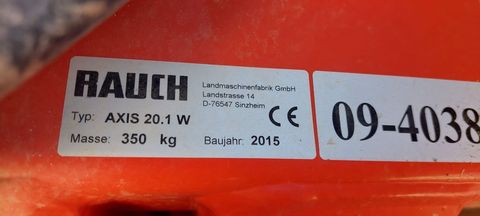 RAUCH
Landmaschinenfabrik GmbH
Landstrasse 14
D-76547 Sinzheim
Typ: AXIS 20.1 W
CE
Masse: 350 kg Baujahr: 2015
09-4038